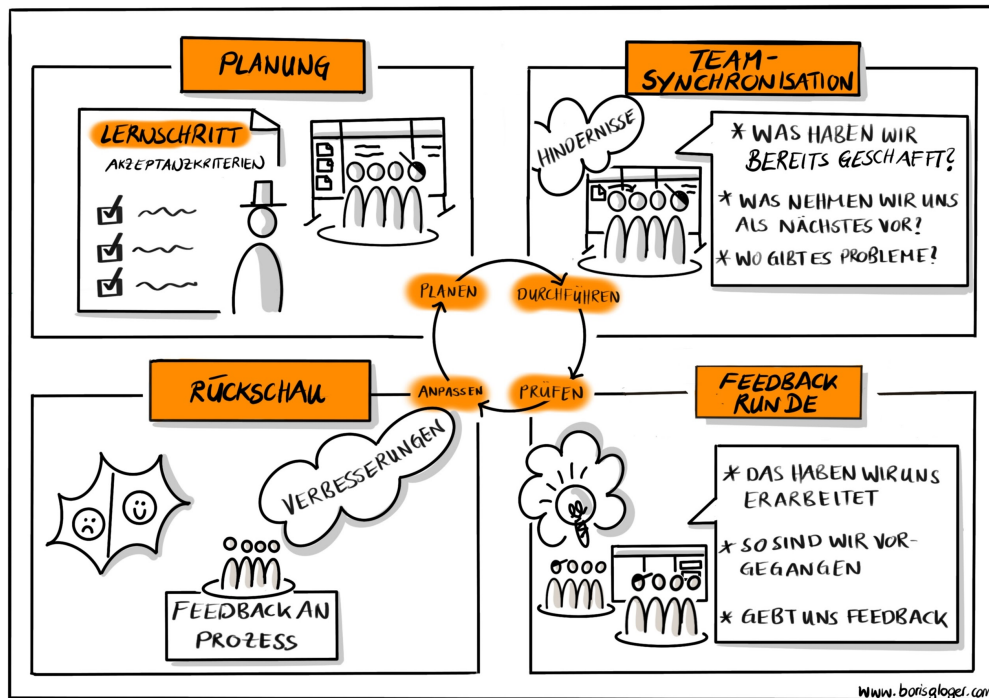 PLANUNG
LERNSCHRITT
AKZEPTANZKRITERIEN
TEAM-
SYNCHRONISATION
HINDERNISSE
* WAS HABEN WIR
BEREITS GESCHAFFT?
* WAS NEHMEN WIR UNS
ALS NÄCHSTES VOR?
* WO GIBT ES PROBLEME?
PLANEN
DURCHFÜHREN
ANPASSEN
PRÜFEN
RÜCKSCHAU
VERBESSERUNGEN
FEEDBACK AN
PROZESS
FEEDBACK
RUNDE
* DAS HABEN WIR UNS
ERARBEITET
* SO SIND WIR VOR-
GEGANGEN
* GEBT UNS FEEDBACK
www.borisgloger.com